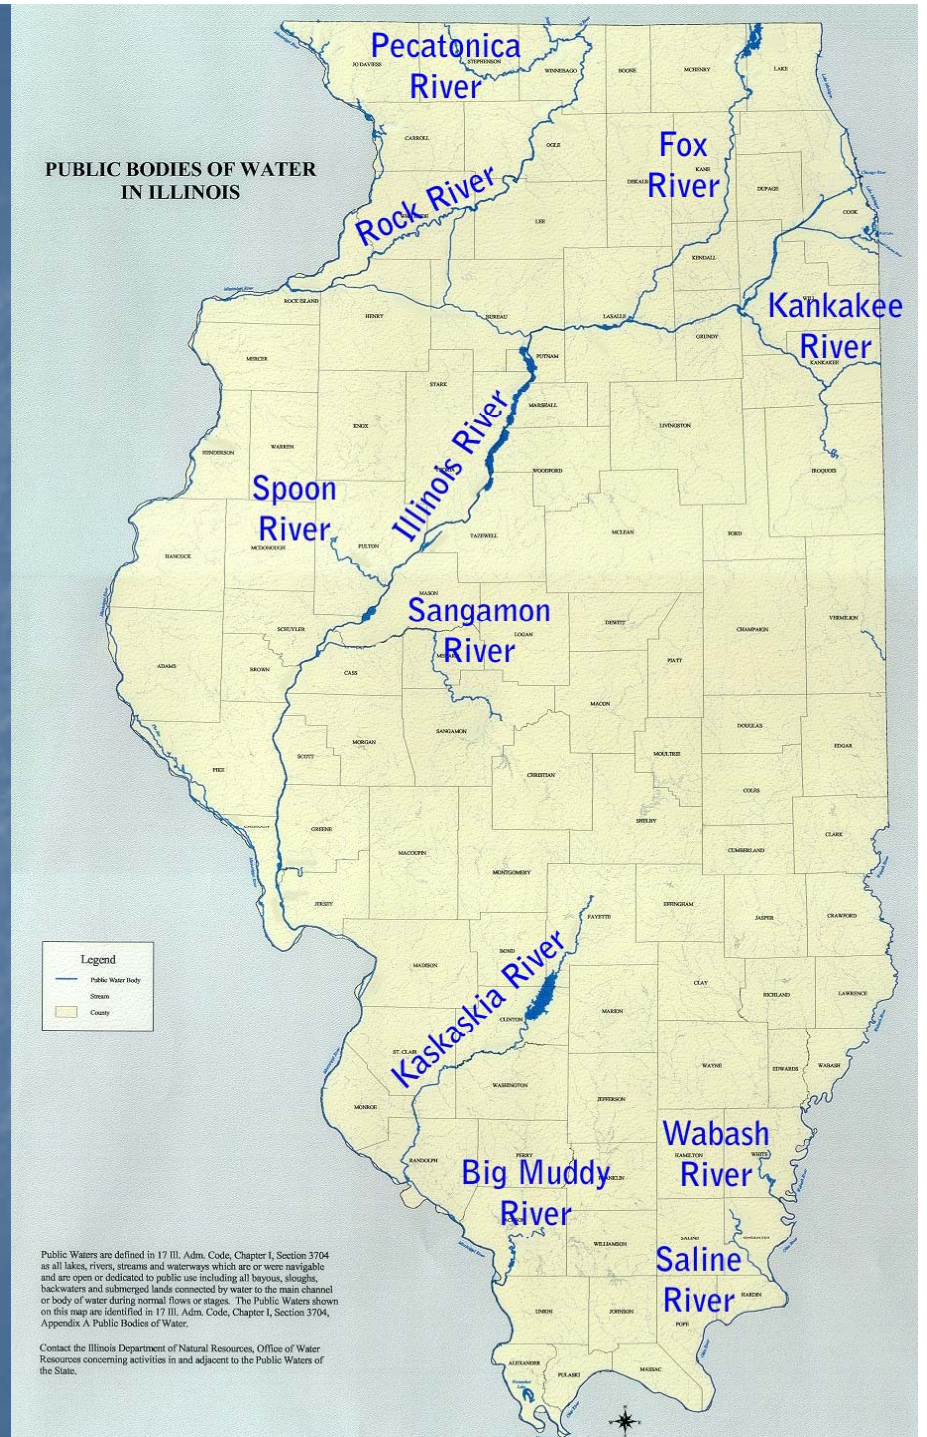 PUBLIC BODIES OF WATER
IN ILLINOIS
Pecatonica
River
JO DAVIESS
STEPHENSON
WINNEBAGO
BOONE
MCHENRY
LAKE
CARROLL
OGLE
Fox
River
KANE
DEKALB
DUPAGE
COOK
Chicago River
Rock River
LEE
KENDALL
Mississippi River
ROCK ISLAND
HENRY
BUREAU
LASALLE
GRUNDY
WILL
Kankakee
River
KANKAKEE
MERCER
PUTNAM
STARK
MARSHALL
KNOX
LIVINGSTON
WARREN
HENDERSON
WOODFORD
IROQUOIS
Illinois River
Spoon
River
TAZEWELL
MCLEAN
FORD
FULTON
MCDONOUGH
HANCOCK
MASON
Sangamon
River
LOGAN
DEWITT
CHAMPAIGN
VERMILION
SCHUYLER
PIATT
ADAMS
BROWN
CASS
MACON
SANGAMON
MORGAN
SCOTT
DOUGLAS
MOULTRIE
EDGAR
PIKE
CHRISTIAN
COLES
SHELBY
GREENE
CLARK
MACOUPIN
CUMBERLAND
MONTGOMERY
JERSEY
FAYETTE
EFFINGHAM
JASPER
CRAWFORD
BOND
MADISON
CLAY
RICHLAND
LAWRENCE
Legend
Public Water Body
Stream
County
Kaskaskia River
CLINTON
MARION
ST. CLAIR
WAYNE
EDWARDS
WABASH
WASHINGTON
JEFFERSON
MONROE
Wabash
River
HAMILTON
WHITE
RANDOLPH
PERRY
Big Muddy
River
FRANKLIN
WILLIAMSON
SALINE
Saline
River
HARDIN
UNION
JOHNSON
POPE
ALEXANDER
PULASKI
MASSAC
Public Waters are defined in 17 Ill. Adm. Code, Chapter I, Section 3704
as all lakes, rivers, streams and waterways which are or were navigable
and are open or dedicated to public use including all bayous, sloughs,
backwaters and submerged lands connected by water to the main channel
or body of water during normal flows or stages. The Public Waters shown
on this map are identified in 17 Ill. Adm. Code, Chapter I, Section 3704,
Appendix A Public Bodies of Water.
Contact the Illinois Department of Natural Resources, Office of Water
Resources concerning activities in and adjacent to the Public Waters of
the State.